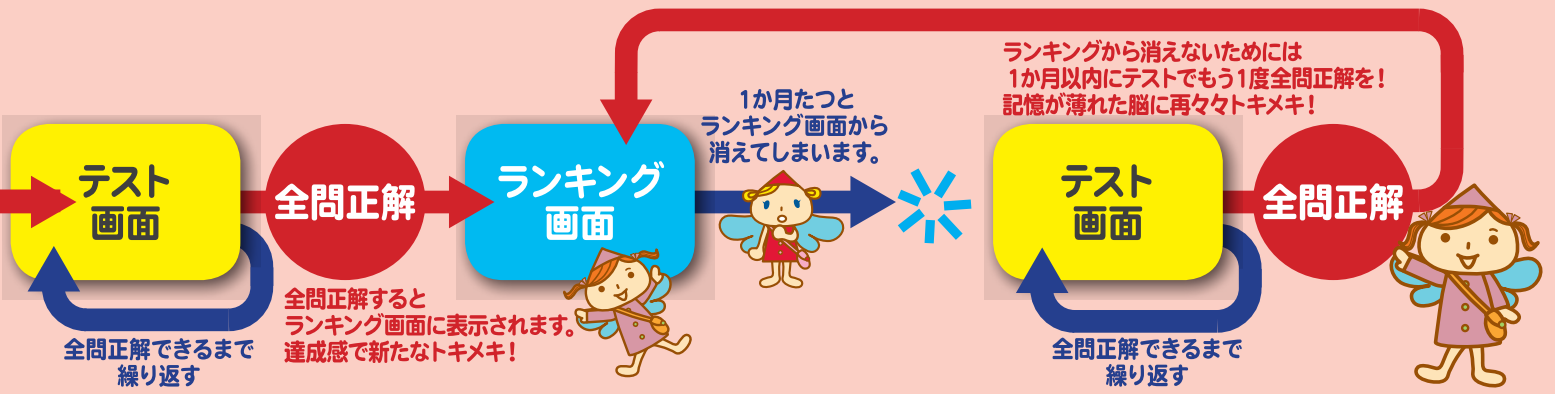 テスト
画面
全問正解できるまで
繰り返す
全問正解
全問正解すると
ランキング画面に表示されます。
達成感で新たなトキメキ！
ランキング
画面
1か月たつと
ランキング画面から
消えてしまいます。
ランキングから消えないためには
1か月以内にテストでもう1度全問正解を！
記憶が薄れた脳に再々々トキメキ！
テスト
画面
全問正解できるまで
繰り返す
全問正解